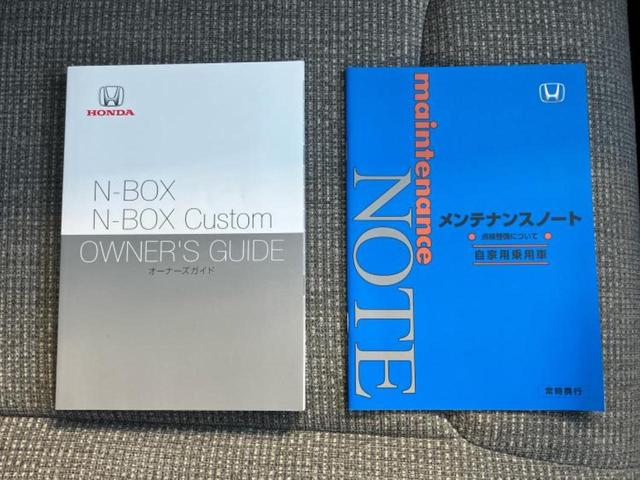 HONDA
N-BOX
N-BOX Custom
OWNER'S GUIDE
オーナーズガイド
maintenance
NOTE
メンテナンスノート
点検整備について
自家用乗用車
常時携行